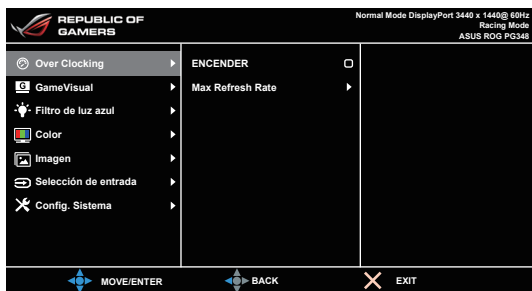 REPUBLIC OF
GAMERS
Normal Mode DisplayPort 3440 x 1440@ 60Hz
Racing Mode
ASUS ROG PG348
Over Clocking
G GameVisual
Filtro de luz azul
Color
Imagen
Selección de entrada
Config. Sistema
ENCENDER
Max Refresh Rate
MOVE/ENTER
BACK
EXIT